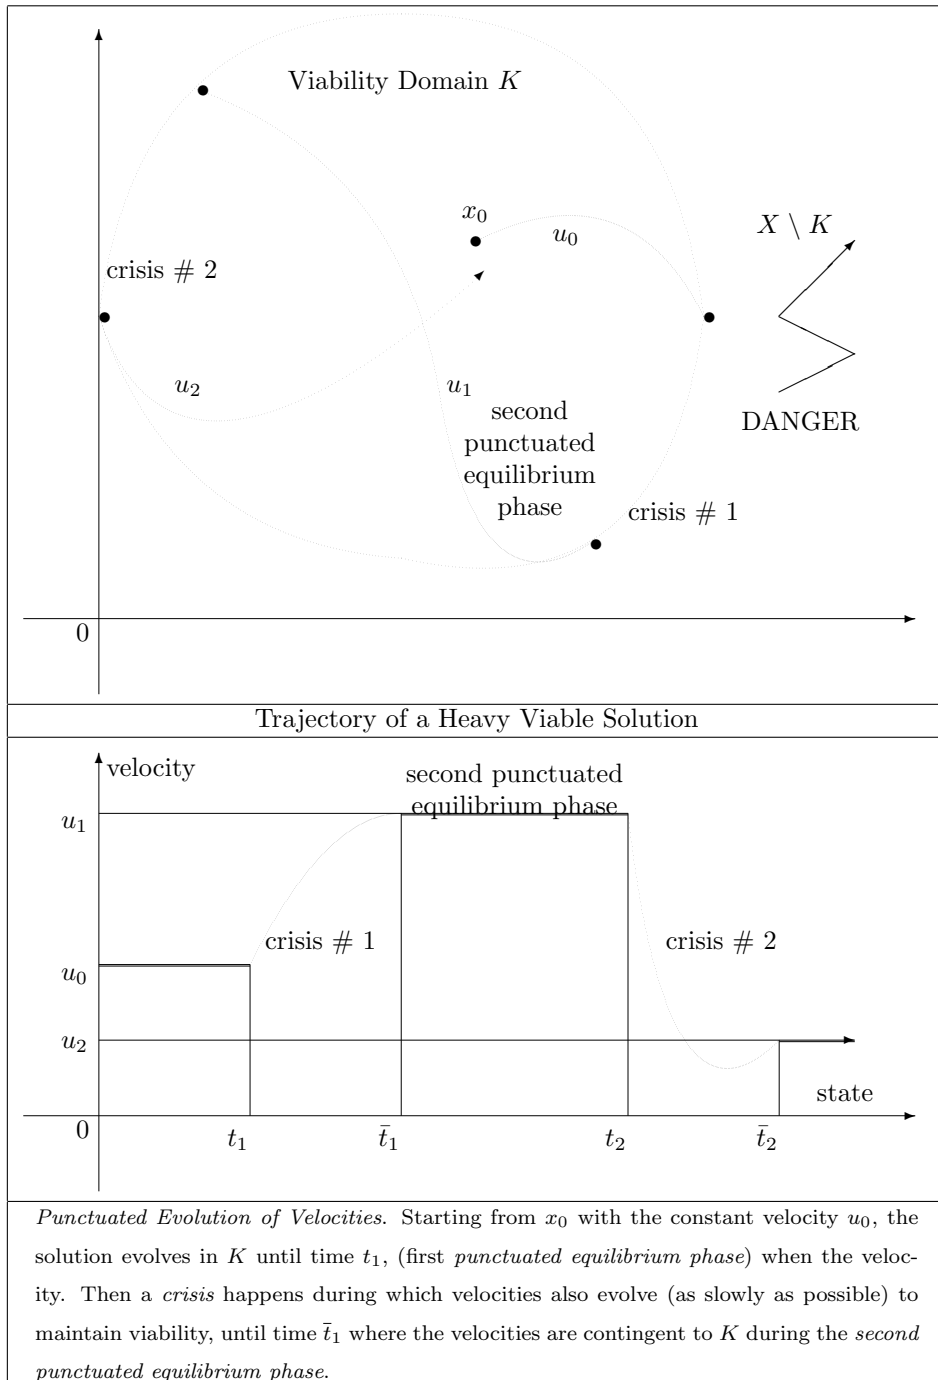 Viability Domain K
x₀
u₀
X \ K
crisis # 2
u₂
u₁
second
punctuated
equilibrium
phase
DANGER
crisis # 1
0
Trajectory of a Heavy Viable Solution
velocity
second punctuated
equilibrium phase
u₁
crisis # 1
crisis # 2
u₀
u₂
state
0
t₁
t̄₁
t₂
t̄₂
Punctuated Evolution of Velocities. Starting from x₀ with the constant velocity u₀, the
solution evolves in K until time t₁, (first punctuated equilibrium phase) when the veloc-
ity. Then a crisis happens during which velocities also evolve (as slowly as possible) to
maintain viability, until time t̄₁ where the velocities are contingent to K during the second
punctuated equilibrium phase.